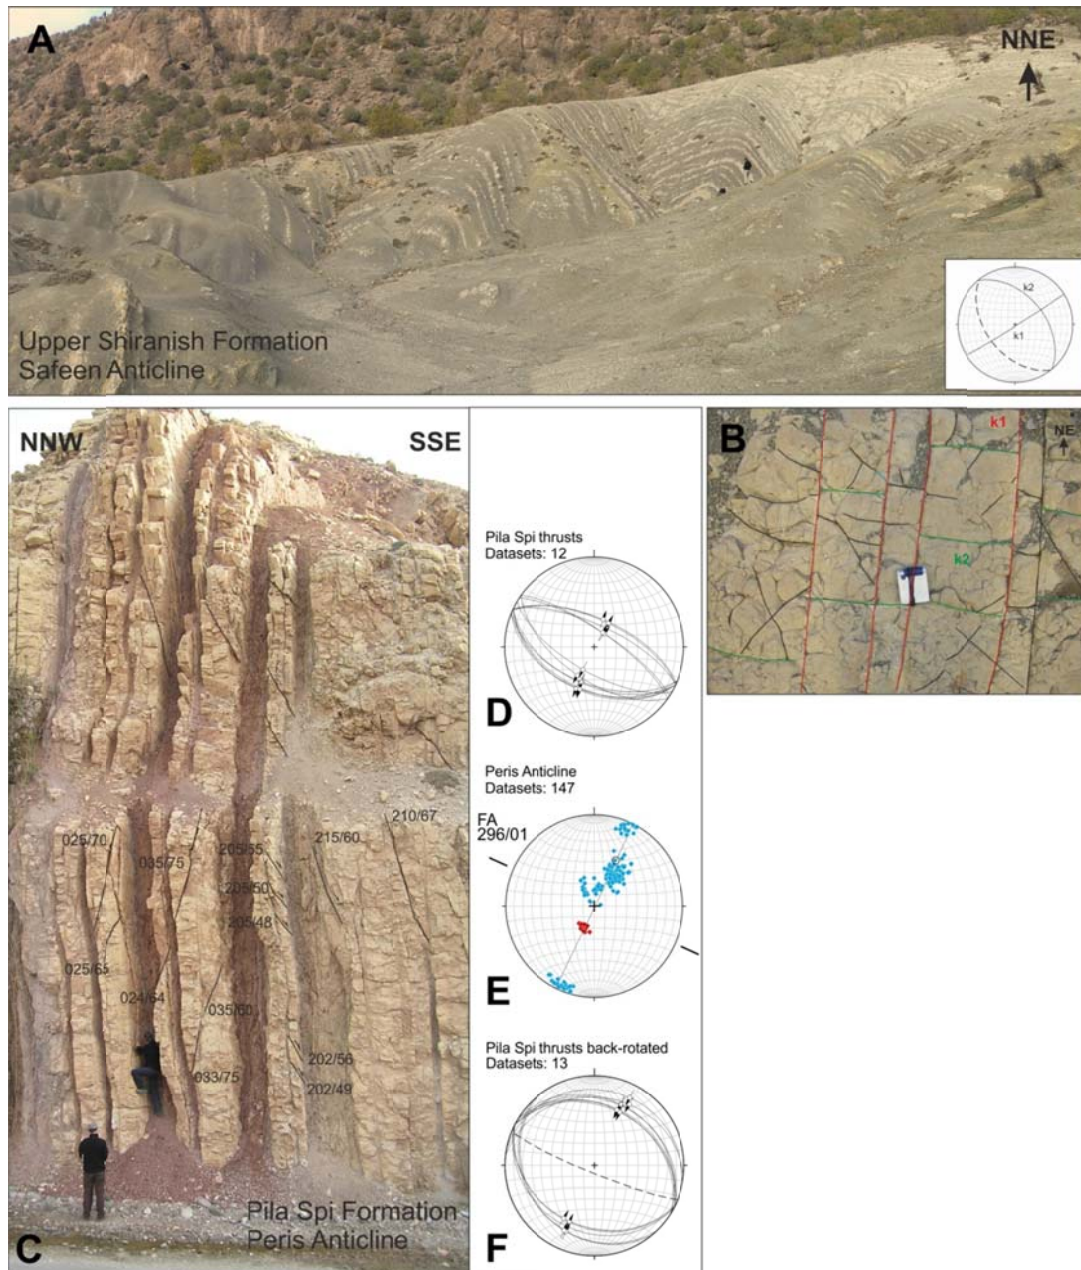 A
NNE
k2
k1
Upper Shiranish Formation
Safeen Anticline
NNW
SSE
025/70
035/75
205/55
215/60
210/67
205/50
205/48
025/65
024/64
035/60
033/75
202/56
202/49
Pila Spi Formation
Peris Anticline
C
Pila Spi thrusts
Datasets: 12
D
Peris Anticline
Datasets: 147
FA
296/01
E
Pila Spi thrusts back-rotated
Datasets: 13
F
B
k1
NE
k2